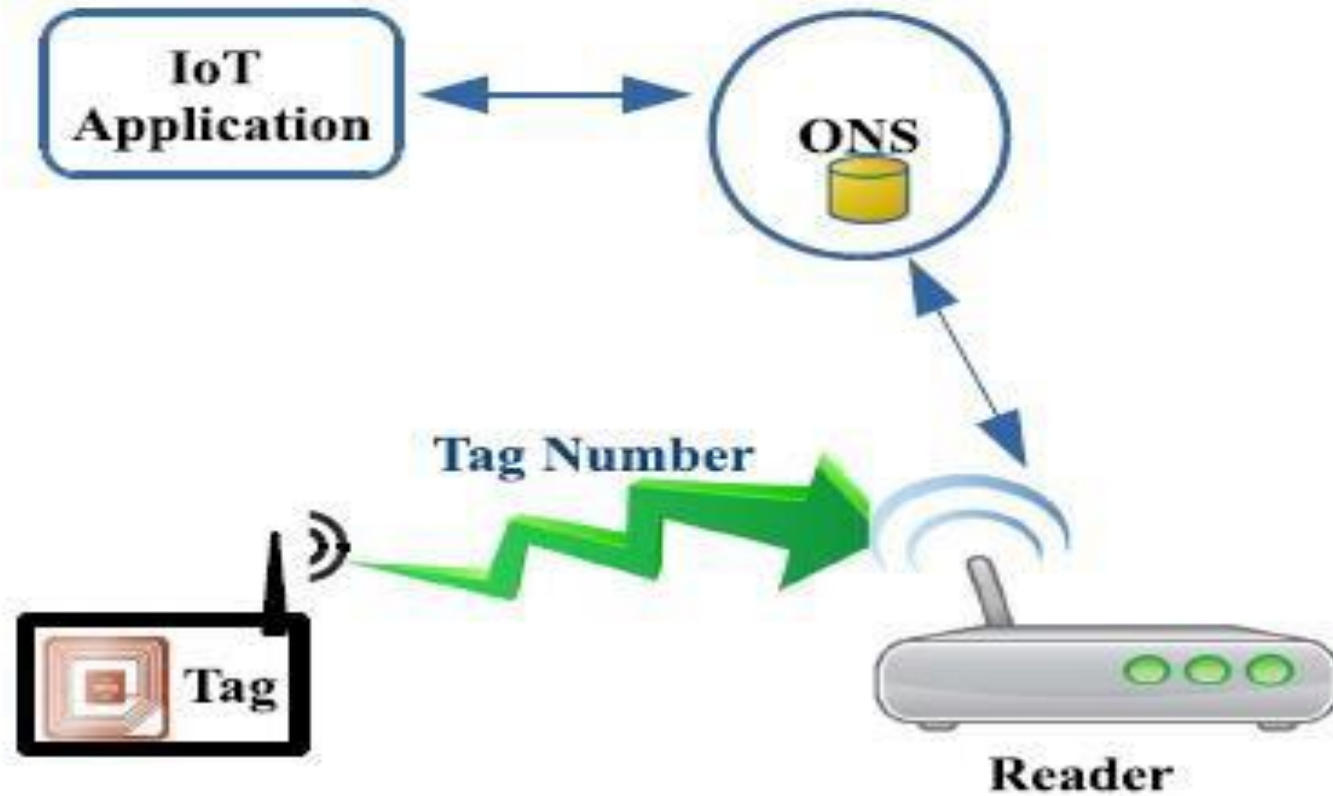 IoT
Application
ONS
Tag Number
Tag
Reader